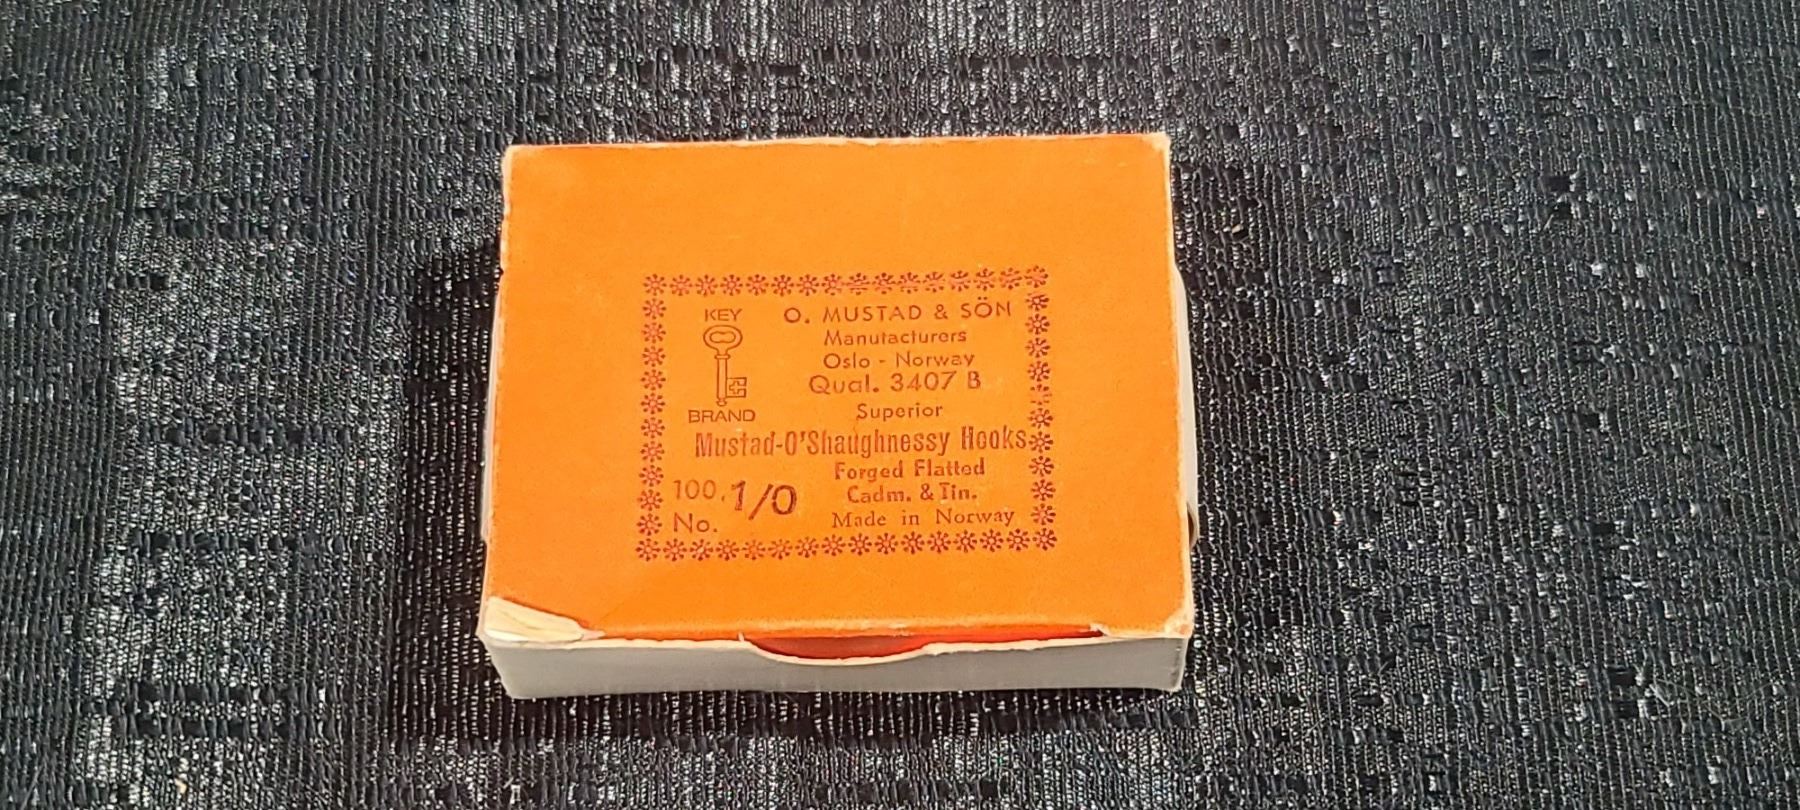 KEY
BRAND
O. MUSTAD & SÖN
Manufacturers
Oslo - Norway
Qual. 3407 B
Superior
Mustad-O'Shaughnessy Hooks
Forged Flatted
Cadm. & Tin.
100, 1/0
No.
Made in Norway